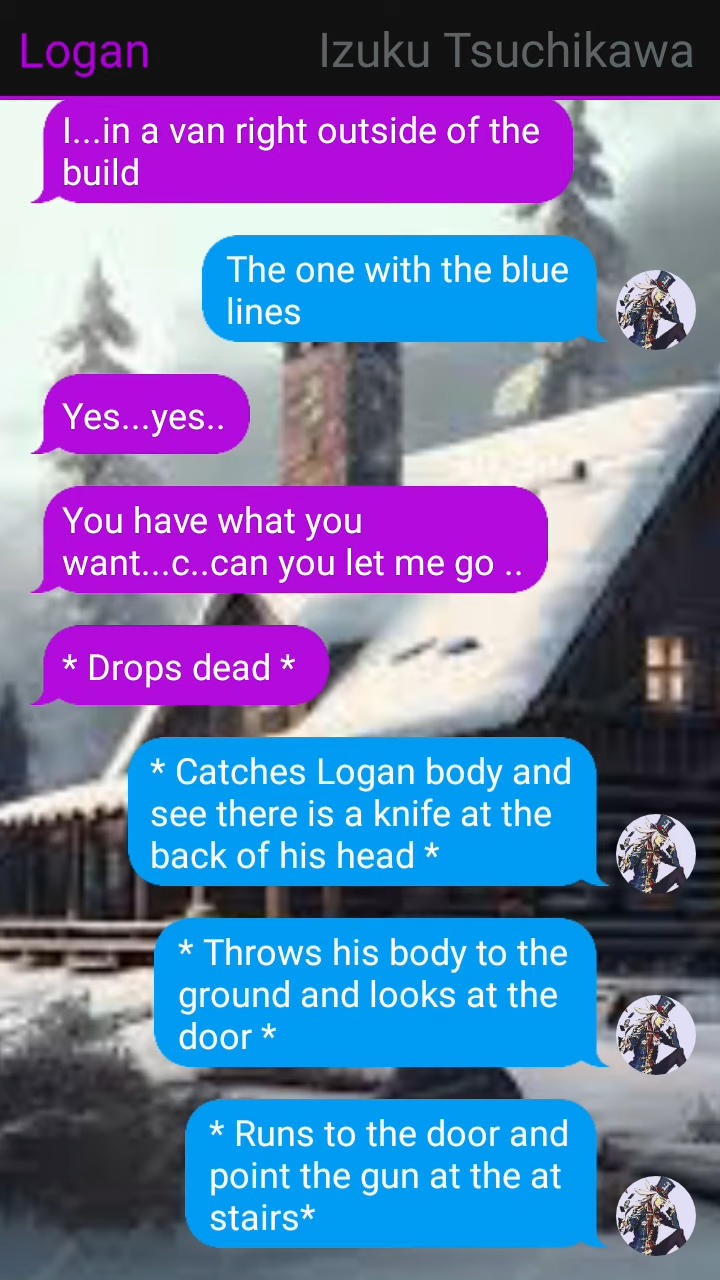 Logan Izuku Tsuchikawa
I...in a van right outside of the
build
The one with the blue
lines
Yes...yes..
You have what you
want...c..can you let me go ..
* Drops dead *
* Catches Logan body and
see there is a knife at the
back of his head *
* Throws his body to the
ground and looks at the
door *
* Runs to the door and
point the gun at the at
stairs*